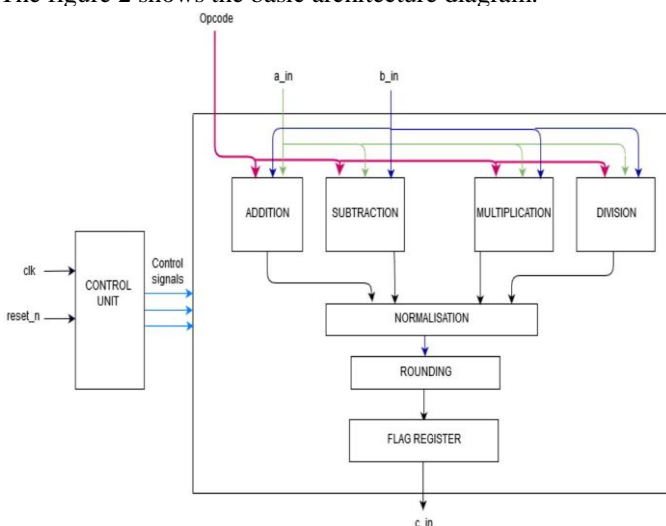 The figure 2 shows the basic architecture diagram.
Opcode
a_in
b_in
ADDITION
SUBTRACTION
MULTIPLICATION
DIVISION
clk
reset_n
CONTROL
UNIT
Control
signals
NORMALISATION
ROUNDING
FLAG REGISTER
c_in